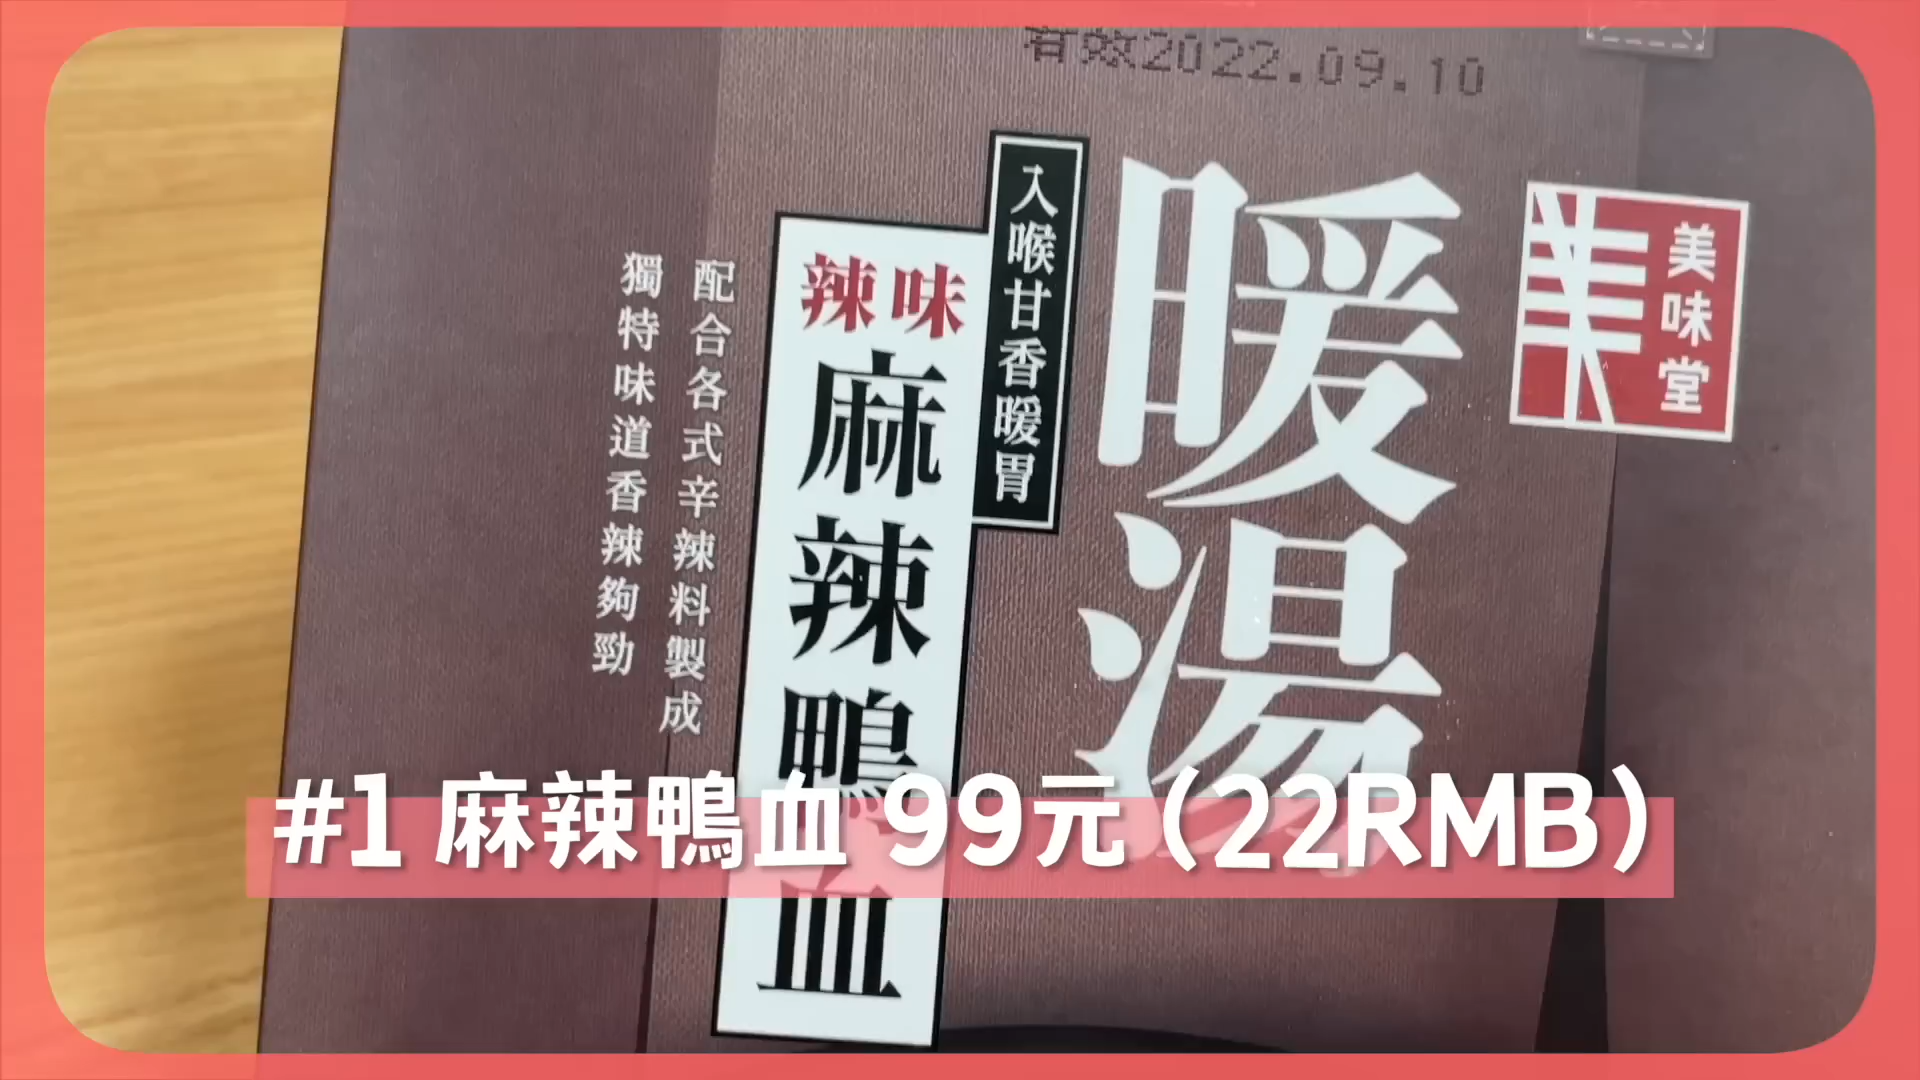 有效2022.09.10
美味堂
暖湯
入喉甘香暖胃
辣味
麻辣鴨血
配合各式辛辣料製成
獨特味道香辣夠勁
#1 麻辣鴨血 99元（22RMB）